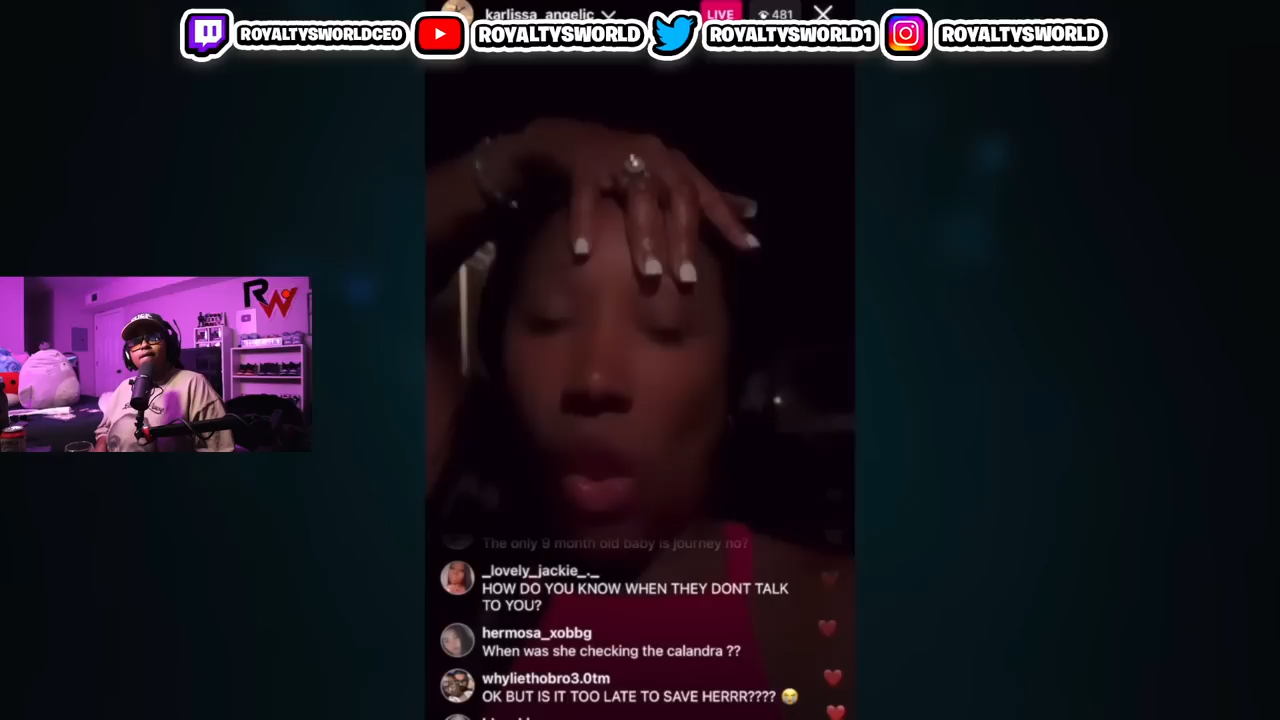 karlissa_angelic
LIVE
481
ROYALTYSWORLDCEO
ROYALTYSWORLD
ROYALTYSWORLD1
ROYALTYSWORLD
RW
The only 9 month old baby is journey no?
_lovely_jackie_._
HOW DO YOU KNOW WHEN THEY DONT TALK
TO YOU?
hermosa_xobbg
When was she checking the calandra ??
whyliethobro3.0tm
OK BUT IS IT TOO LATE TO SAVE HERRR???? 😭